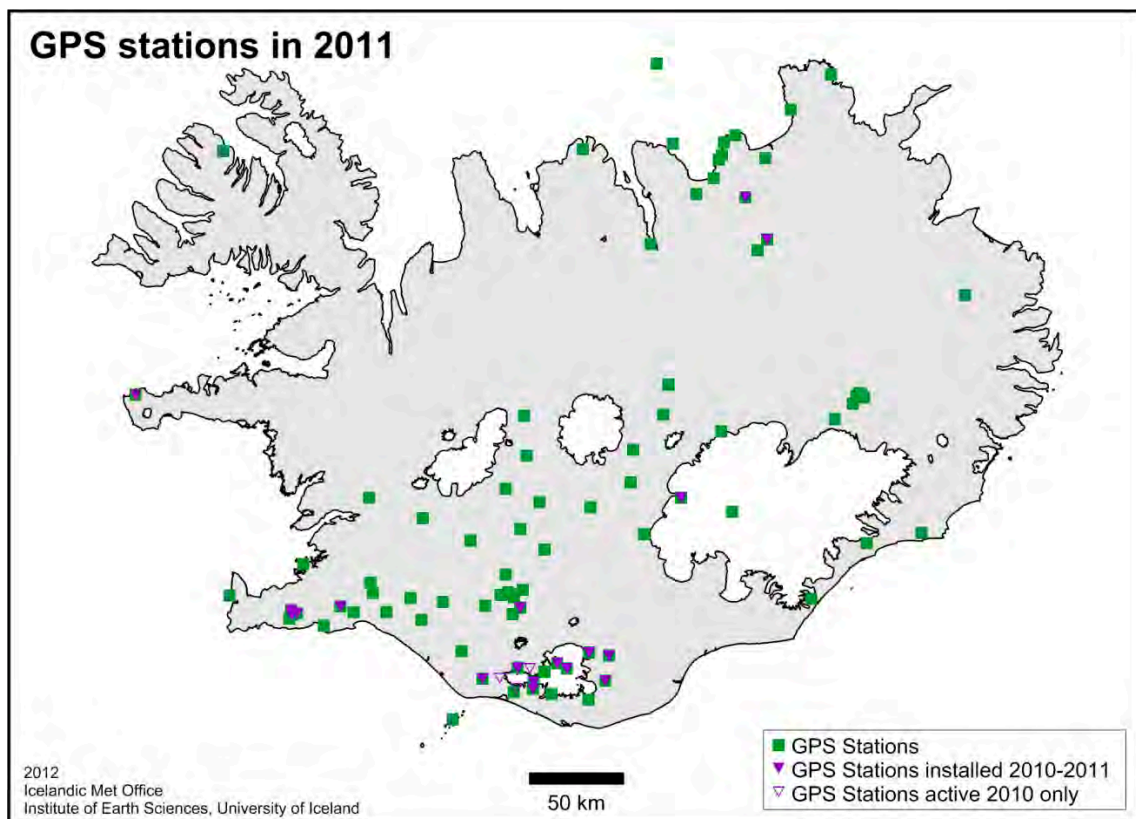 GPS stations in 2011
2012
Icelandic Met Office
Institute of Earth Sciences, University of Iceland
50 km
GPS Stations
GPS Stations installed 2010-2011
GPS Stations active 2010 only